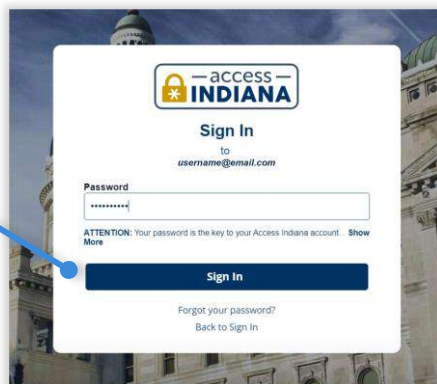 access
INDIANA
Sign In
to
username@email.com
Password
••••••••••
ATTENTION: Your password is the key to your Access Indiana account... Show
More
Sign In
Forgot your password?
Back to Sign In